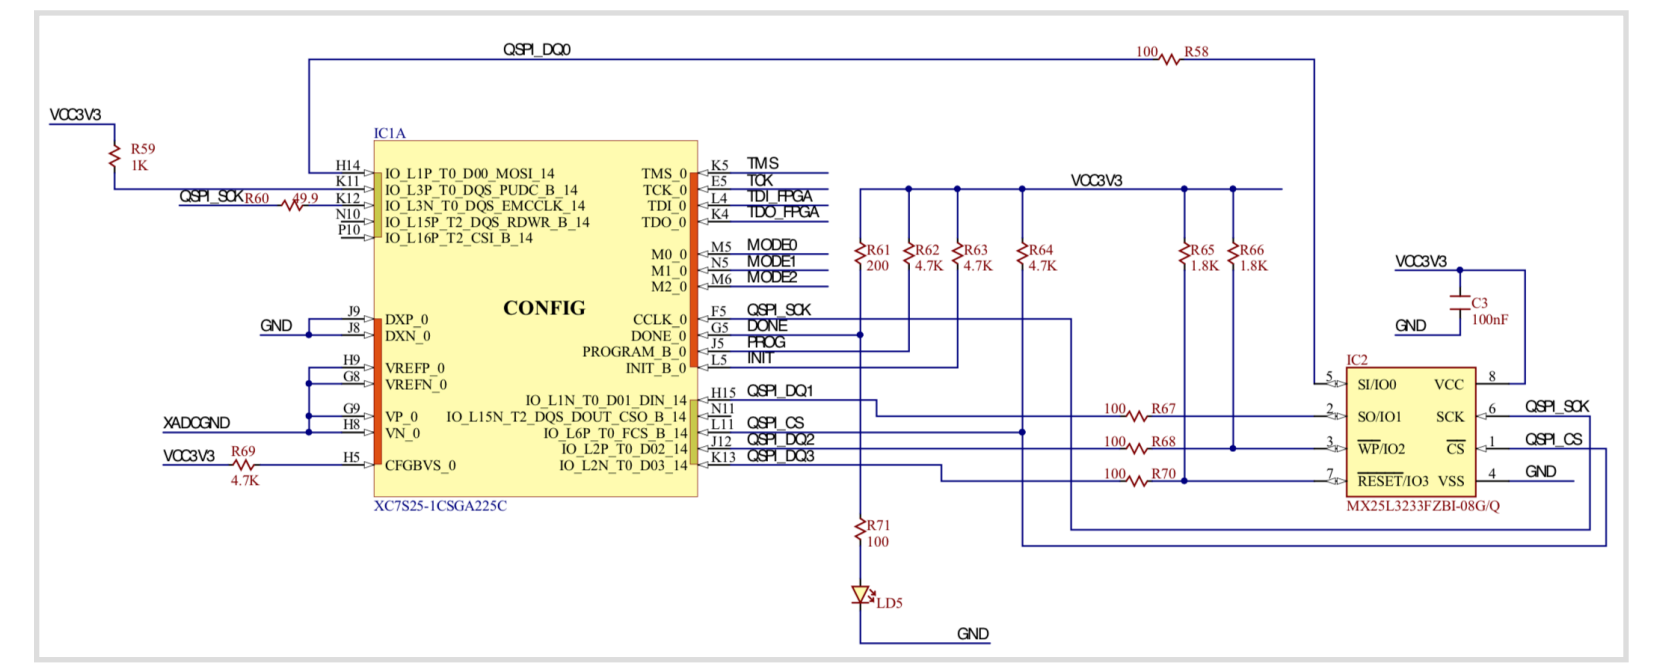 QSPI_DQ0
100 R58
VCC3V3
R59
1K
IC1A
H14 IO_L1P_T0_D00_MOSI_14
K11 IO_L3P_T0_DQS_PUDC_B_14
QSPI_SCK R60 49.9 K12 IO_L3N_T0_DQS_EMCCLK_14
N10 IO_L15P_T2_DQS_RDWR_B_14
P10 IO_L16P_T2_CSI_B_14
TMS_0 K5 TMS
TCK_0 E5 TCK
TDI_0 L4 TDI_FPGA
TDO_0 K4 TDO_FPGA
M0_0 M5 MODE0
M1_0 N5 MODE1
M2_0 M6 MODE2
CONFIG
GND
J9 DXP_0
J8 DXN_0
CCLK_0 F5 QSPI_SCK
DONE_0 G5 DONE
PROGRAM_B_0 J5 PROG
INIT_B_0 L5 INIT
H9 VREFP_0
G8 VREFN_0
XADCGND
G9 VP_0
H8 VN_0
VCC3V3 R69
4.7K
H5 CFGBVS_0
IO_L1N_T0_D01_DIN_14 H15 QSPI_DQ1
IO_L15N_T2_DQS_DOUT_CSO_B_14 N11
IO_L6P_T0_FCS_B_14 L11 QSPI_CS
IO_L2P_T0_D02_14 J12 QSPI_DQ2
IO_L2N_T0_D03_14 K13 QSPI_DQ3
XC7S25-1CSGA225C
VCC3V3
R61
200
R62
4.7K
R63
4.7K
R64
4.7K
R65
1.8K
R66
1.8K
100 R67
100 R68
100 R70
R71
100
LD5
GND
VCC3V3
C3
100nF
GND
IC2
5 SI/IO0 VCC 8
2 SO/IO1 SCK 6 QSPI_SCK
3 WP/IO2 CS 1 QSPI_CS
7 RESET/IO3 VSS 4 GND
MX25L3233FZBI-08G/Q